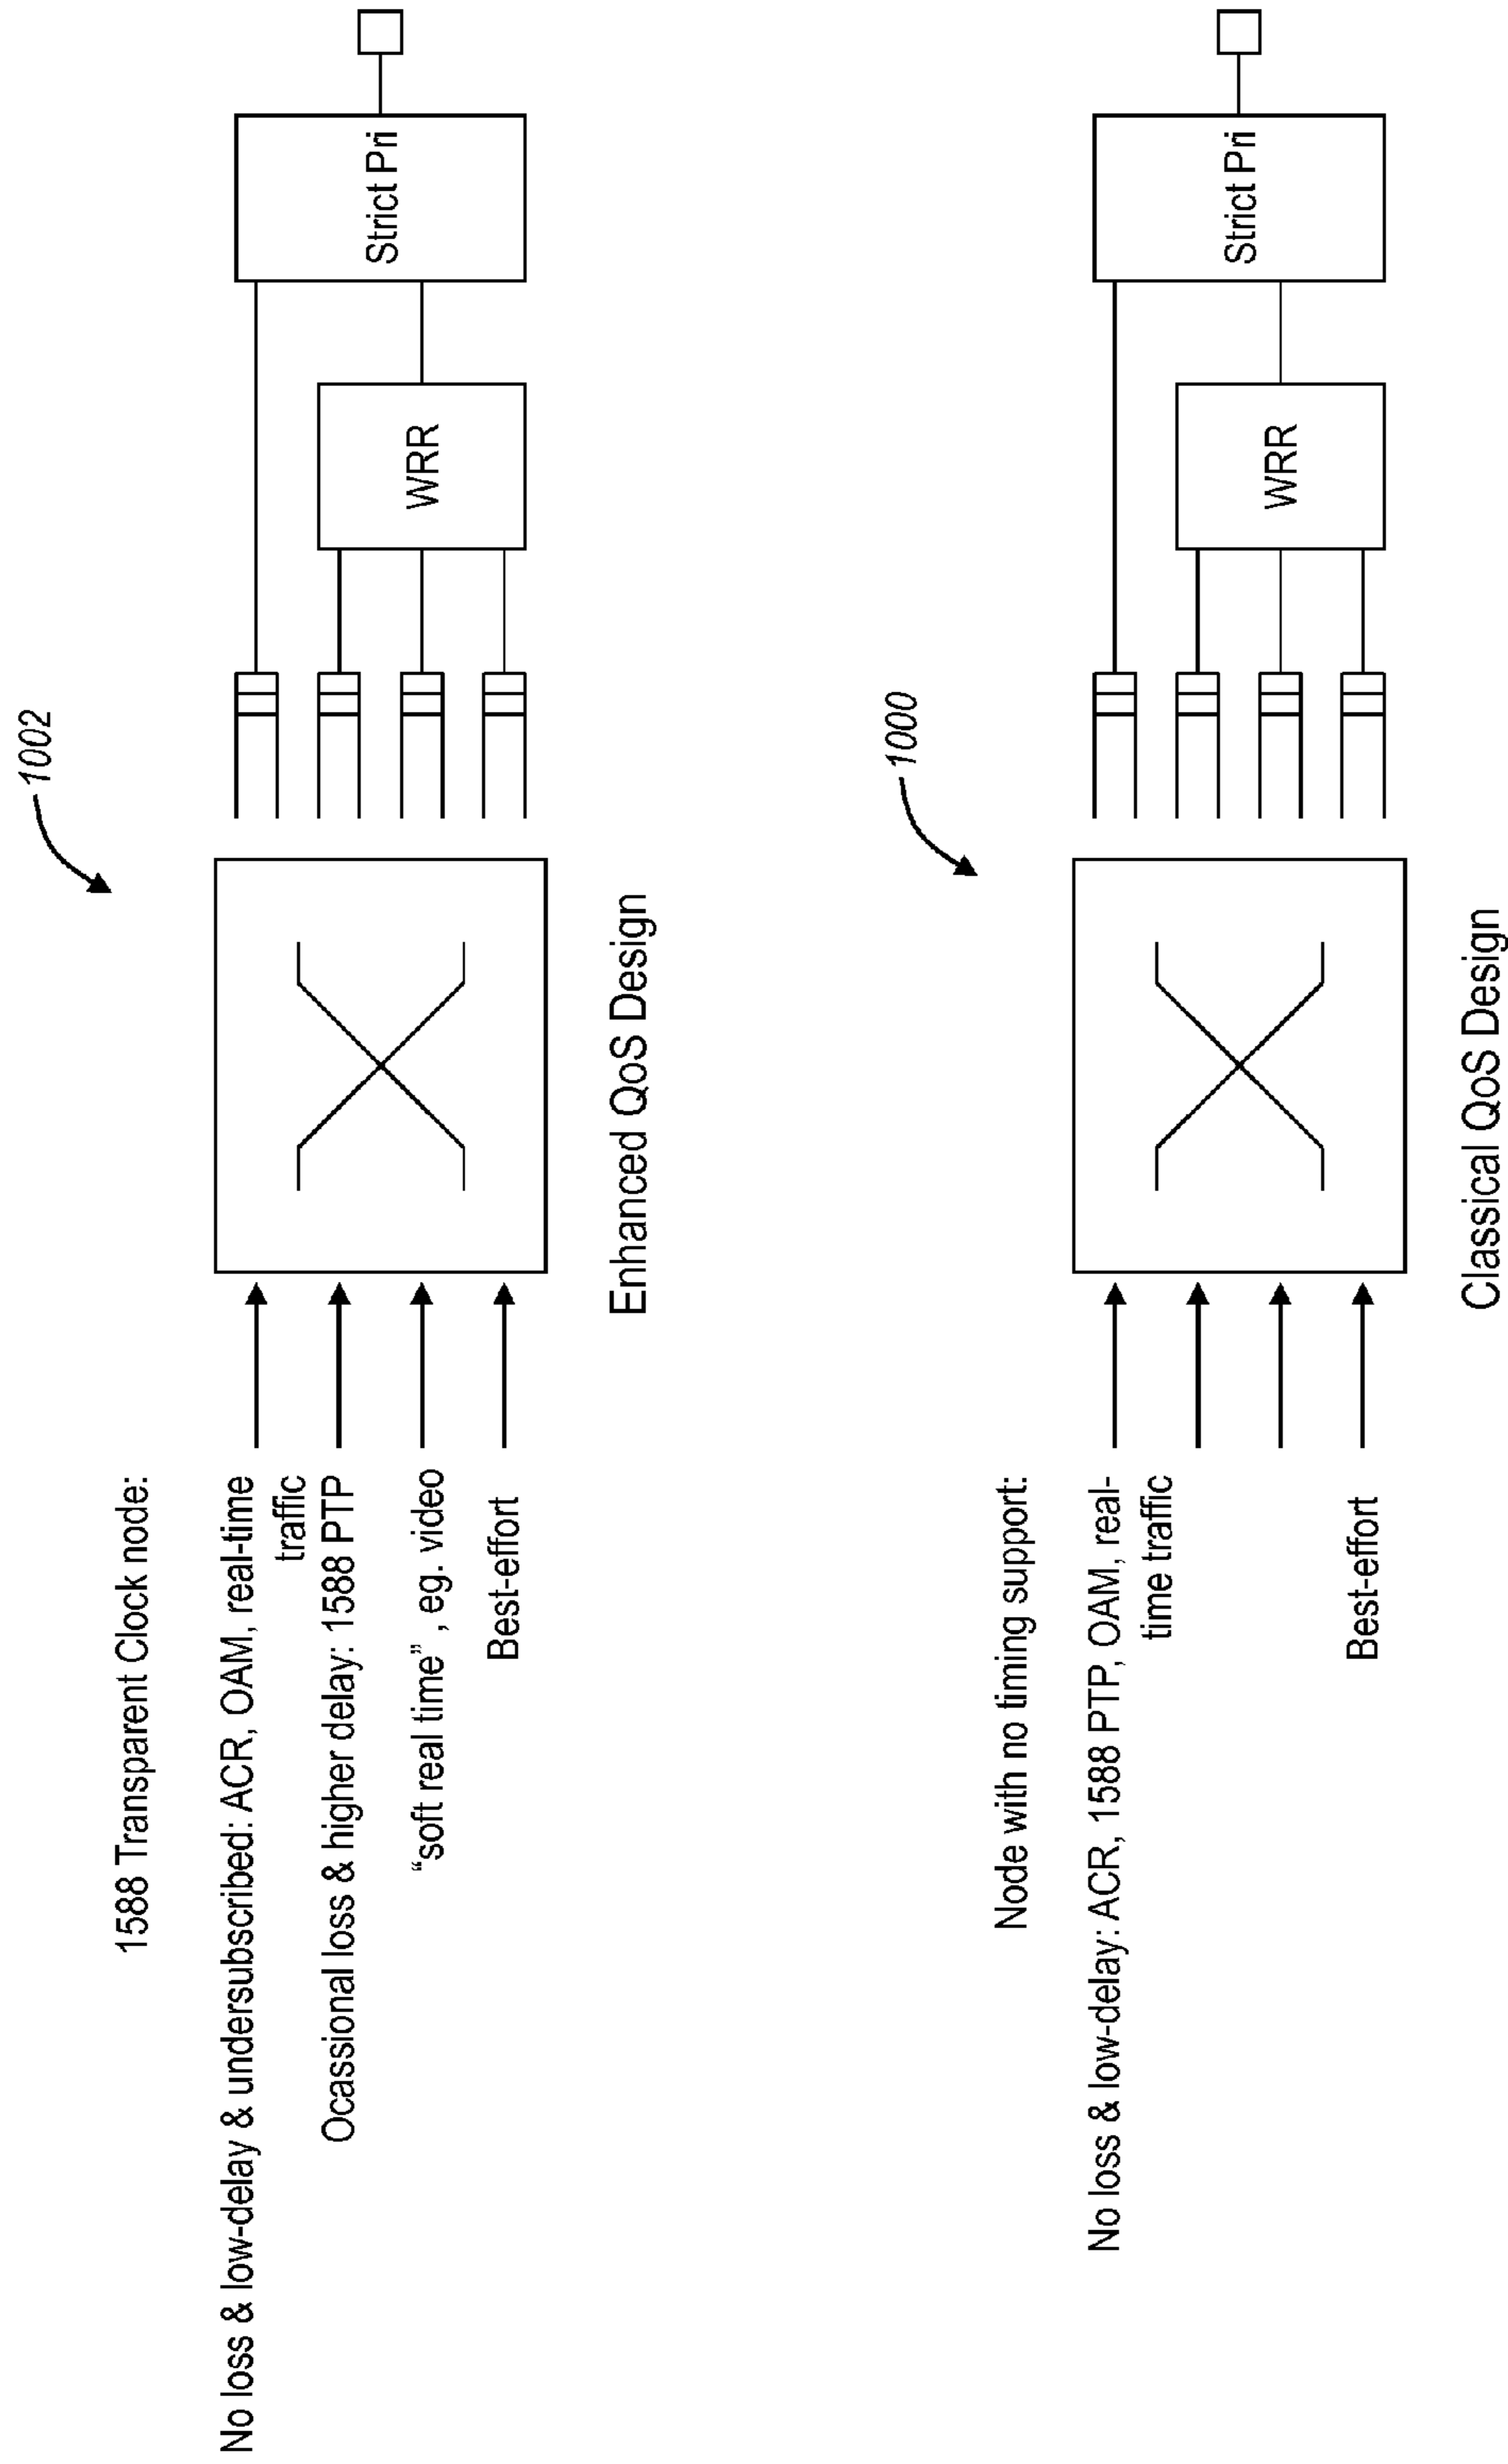 1002
1588 Transparent Clock node:
No loss & low-delay & undersubscribed: ACR, OAM, real-time
traffic
Ocassional loss & higher delay: 1588 PTP
“soft real time” , eg. video
Best-effort
WRR
Strict Pri
Enhanced QoS Design
1000
Node with no timing support:
No loss & low-delay: ACR, 1588 PTP, OAM, real-
time traffic
Best-effort
WRR
Strict Pri
Classical QoS Design